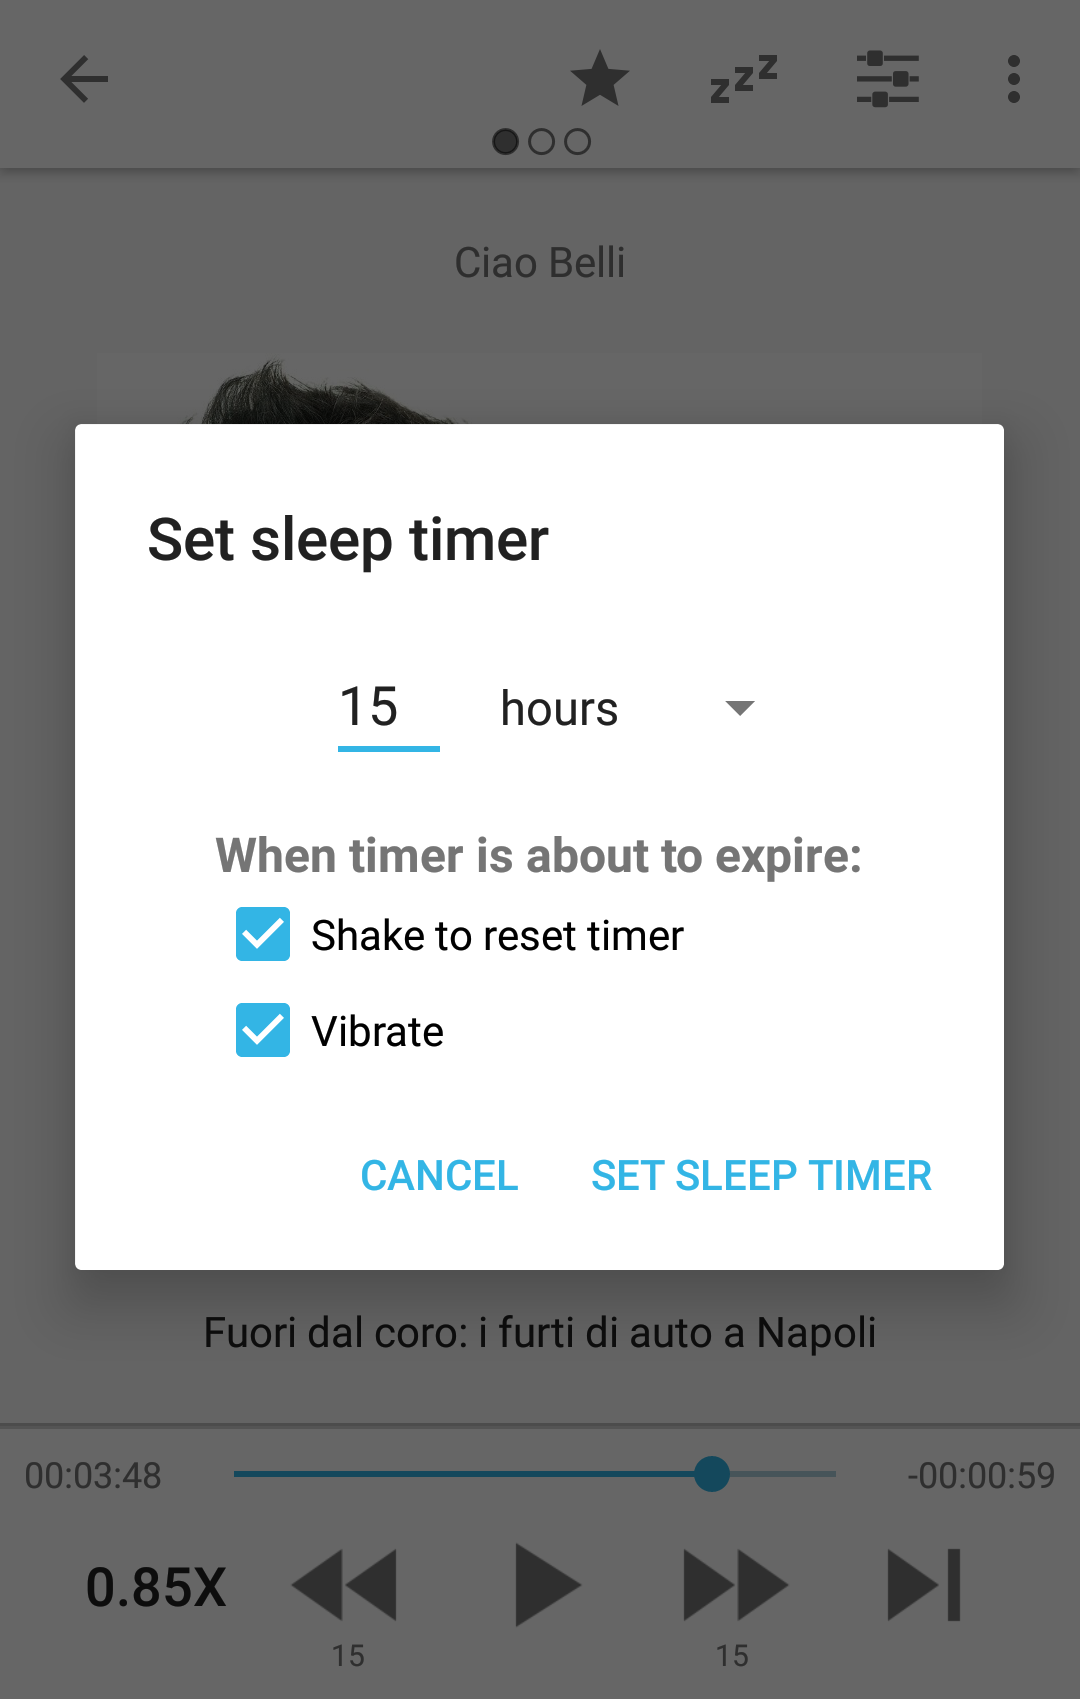 zzz
Ciao Belli
Set sleep timer
15 hours
When timer is about to expire:
Shake to reset timer
Vibrate
CANCEL SET SLEEP TIMER
Fuori dal coro: i furti di auto a Napoli
00:03:48 -00:00:59
0.85X
15 15